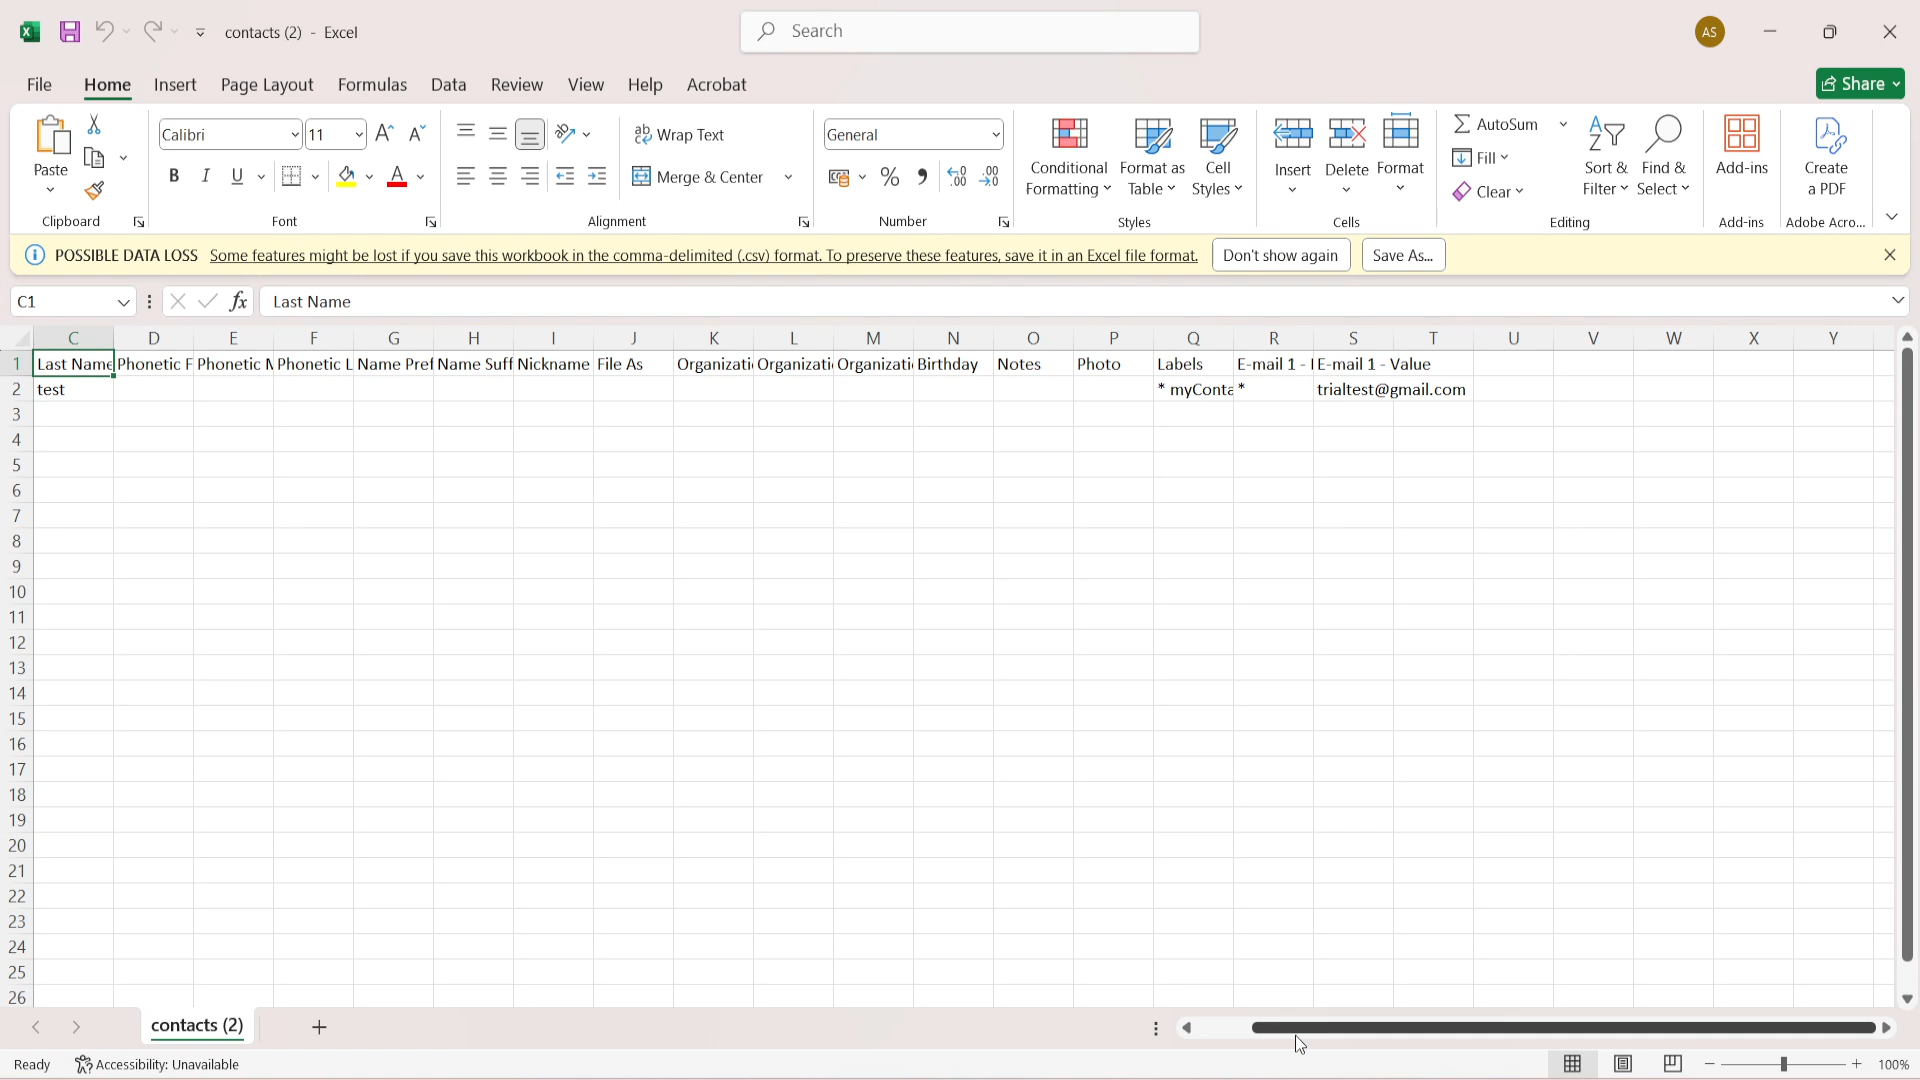 contacts (2) - Excel
Search
AS
File Home Insert Page Layout Formulas Data Review View Help Acrobat
Share
Paste
Calibri 11
B I U
ab Wrap Text
Merge & Center
General
Conditional Formatting
Format as Table
Cell Styles
Insert
Delete
Format
AutoSum
Fill
Clear
Sort & Filter
Find & Select
Add-ins
Create a PDF
Clipboard Font Alignment Number Styles Cells Editing Add-ins Adobe Acro...
POSSIBLE DATA LOSS Some features might be lost if you save this workbook in the comma-delimited (.csv) format. To preserve these features, save it in an Excel file format. Don't show again Save As...
C1 fx Last Name
C D E F G H I J K L M N O P Q R S T U V W X Y
1 Last Name Phonetic F Phonetic M Phonetic L Name Pref Name Suff Nickname File As Organizati Organizati Organizati Birthday Notes Photo Labels E-mail 1 - E-mail 1 - Value
2 test * myConta * trialtest@gmail.com
3
4
5
6
7
8
9
10
11
12
13
14
15
16
17
18
19
20
21
22
23
24
25
26
contacts (2)
Ready Accessibility: Unavailable 100%